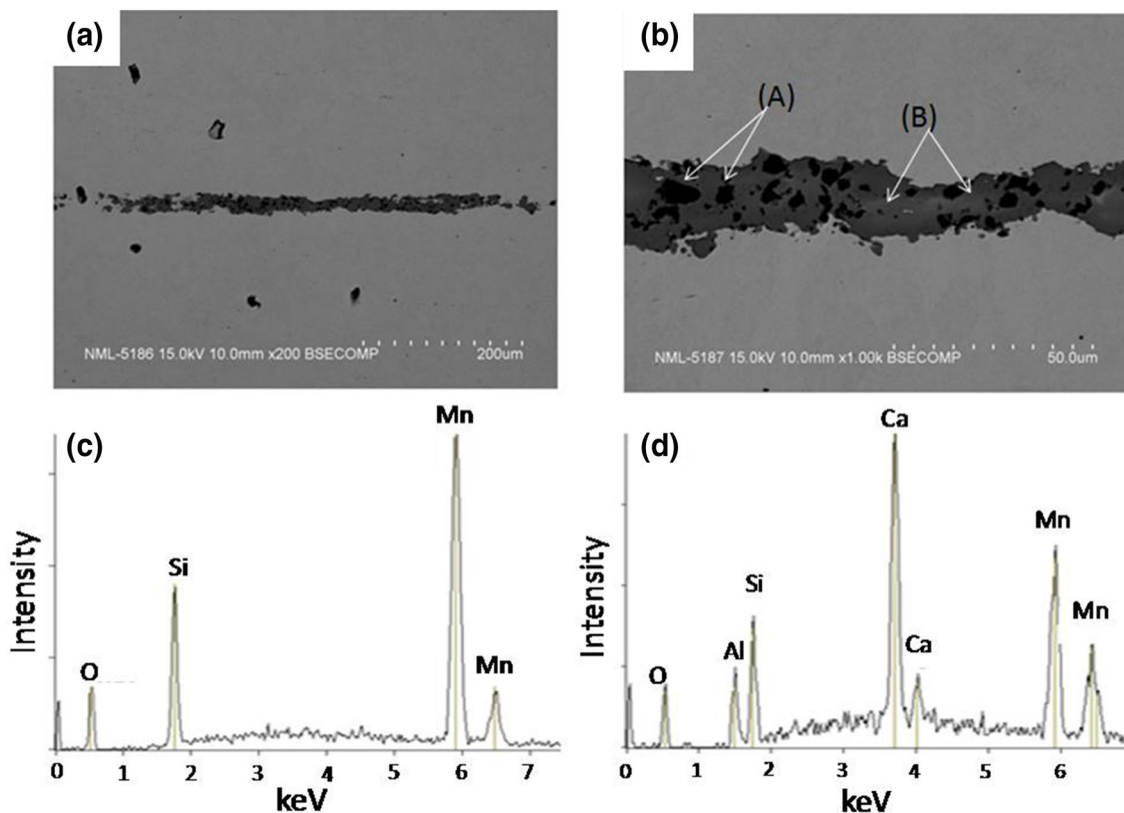 (a)
NML-5186 15.0kV 10.0mm x200 BSECOMP 200um
(b)
(A)
(B)
NML-5187 15.0kV 10.0mm x1.00k BSECOMP 50.0um
(c)
Mn
Si
O
Mn
Intensity
0 1 2 3 4 5 6 7
keV
(d)
Ca
Mn
Si
Mn
Al
Ca
O
Intensity
0 1 2 3 4 5 6
keV